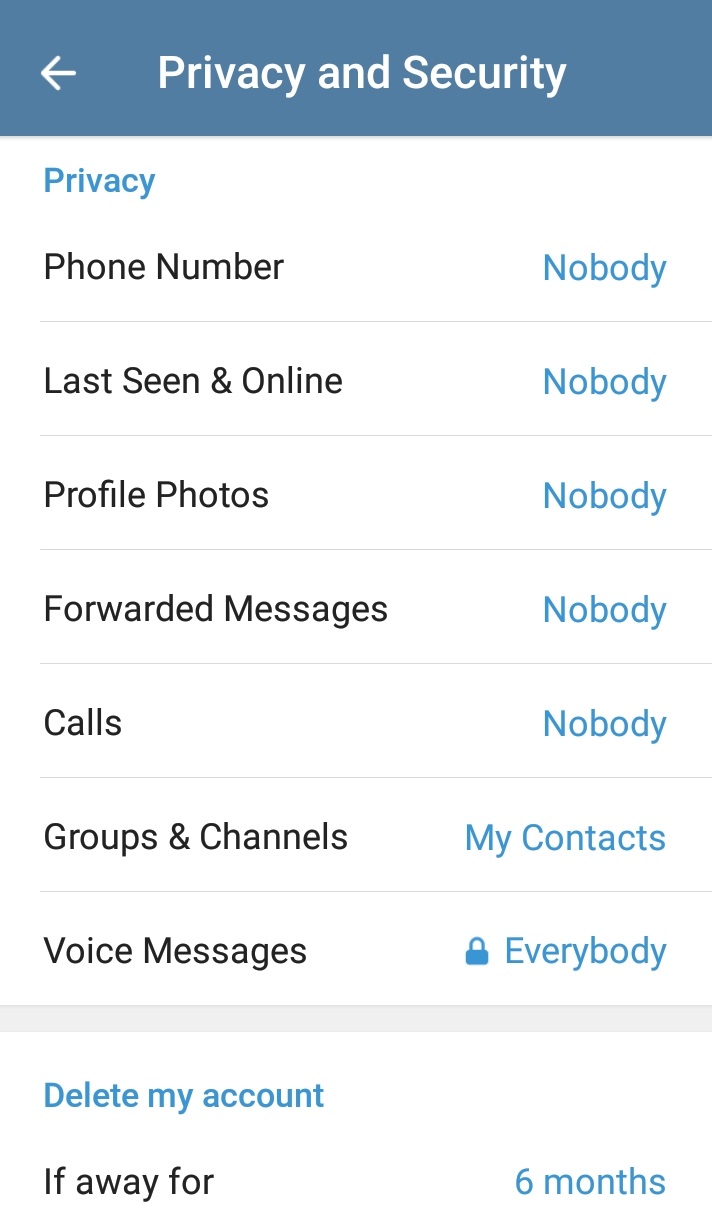 Privacy and Security
Privacy
Phone Number Nobody
Last Seen & Online Nobody
Profile Photos Nobody
Forwarded Messages Nobody
Calls Nobody
Groups & Channels My Contacts
Voice Messages Everybody
Delete my account
If away for 6 months